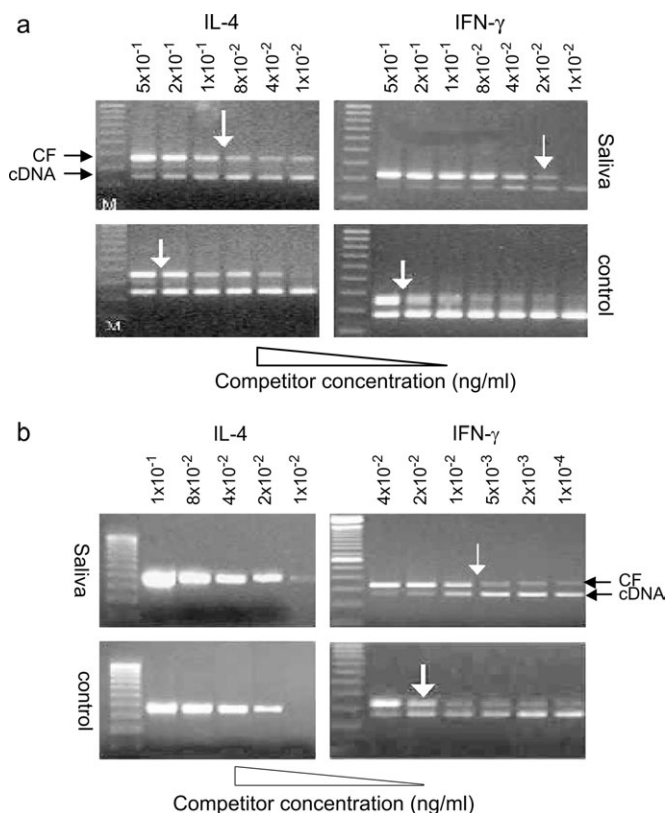 a
IL-4 IFN-γ
5x10⁻¹ 2x10⁻¹ 1x10⁻¹ 8x10⁻² 4x10⁻² 1x10⁻² 5x10⁻¹ 2x10⁻¹ 1x10⁻¹ 8x10⁻² 4x10⁻² 2x10⁻² 1x10⁻²
CF
cDNA
M
Saliva
M
control
Competitor concentration (ng/ml)
b
IL-4 IFN-γ
1x10⁻¹ 8x10⁻² 4x10⁻² 2x10⁻² 1x10⁻² 4x10⁻² 2x10⁻² 1x10⁻² 5x10⁻³ 2x10⁻³ 1x10⁻⁴
Saliva
CF
cDNA
control
Competitor concentration (ng/ml)